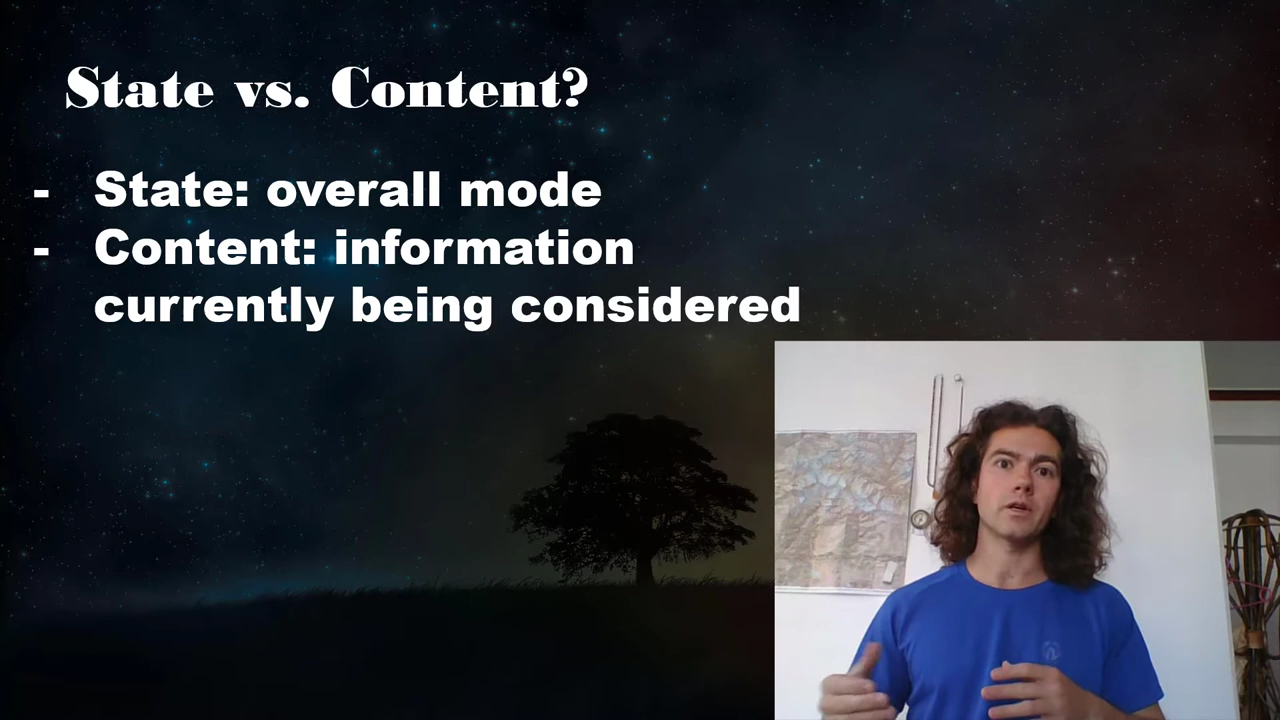 State vs. Content?
- State: overall mode
- Content: information
currently being considered